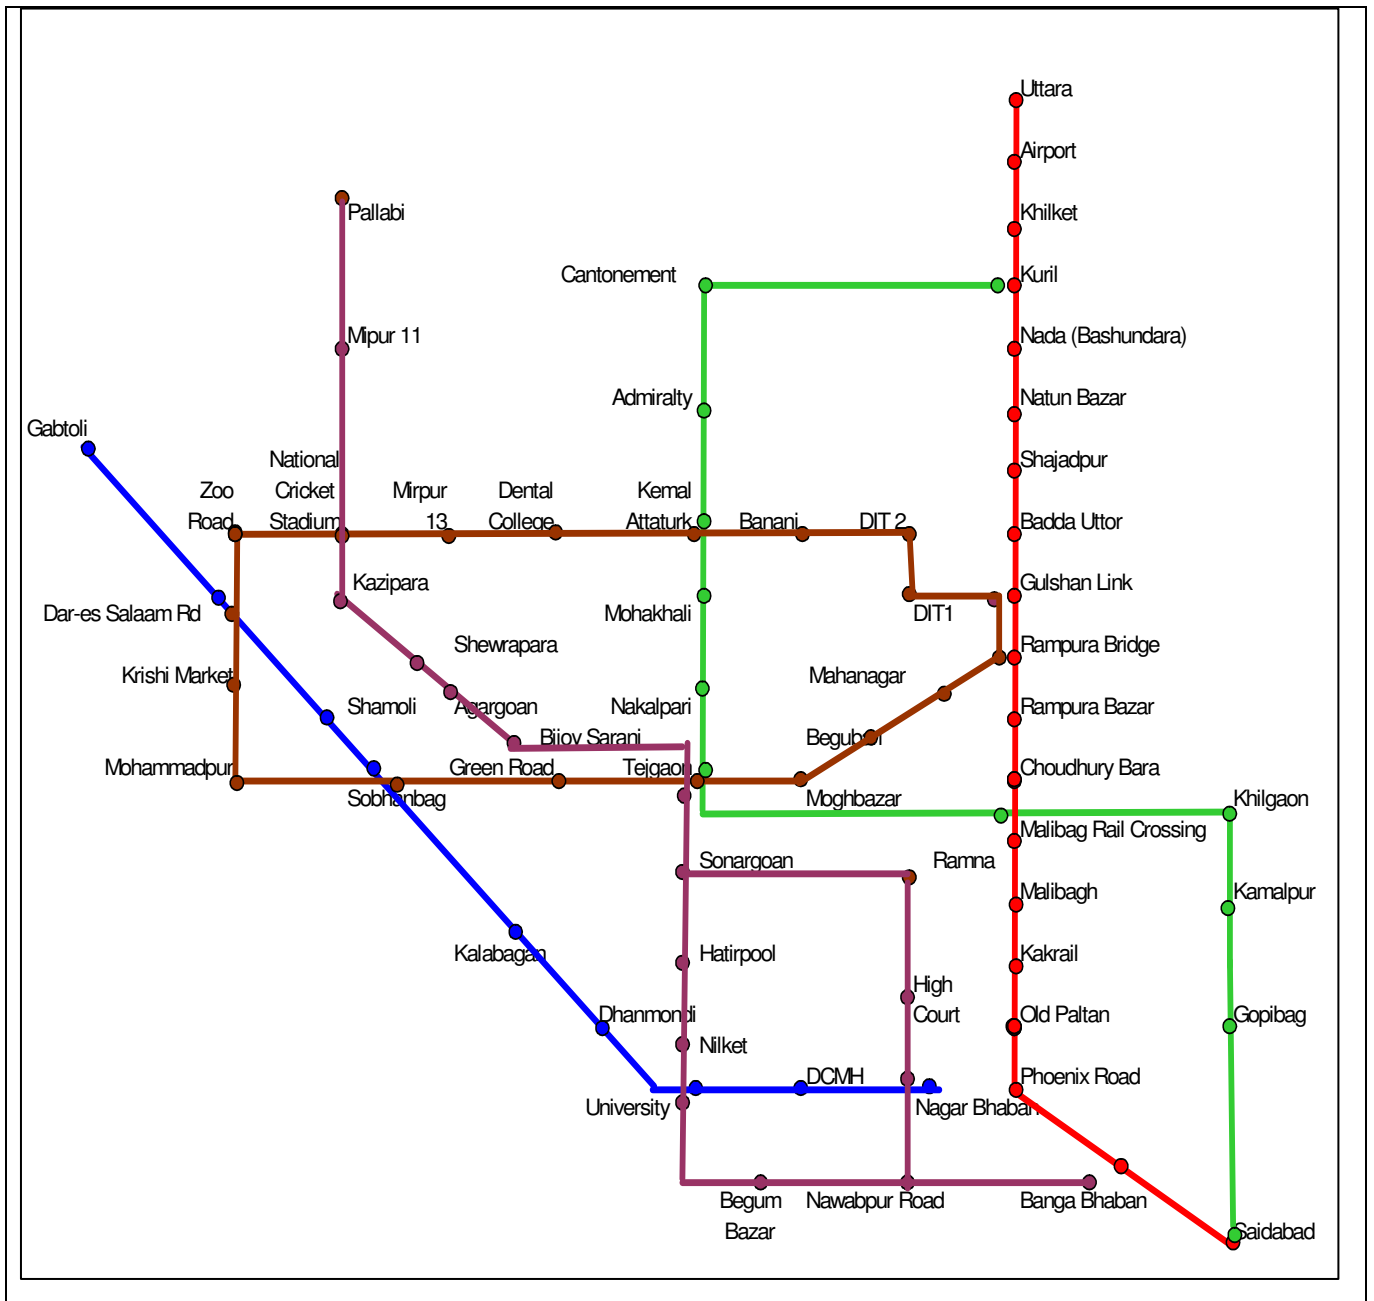 Uttara
Airport
Pallabi
Khilket
Cantonement
Kuril
Mipur 11
Nada (Bashundara)
Admiralty
Natun Bazar
Gabtoli
National
Cricket
Stadium
Shajadpur
Zoo
Road
Mirpur
13
Dental
College
Kemal
Attaturk
Banani
DIT 2
Badda Uttor
Kazipara
Gulshan Link
Dar-es Salaam Rd
Mohakhali
DIT1
Shewrapara
Rampura Bridge
Krishi Market
Mahanagar
Shamoli
Agargoan
Nakalpari
Rampura Bazar
Bijoy Sarani
Mohammadpur
Green Road
Tejgaon
Choudhury Bara
Sobhanbag
Moghbazar
Khilgaon
Malibag Rail Crossing
Sonargoan
Ramna
Malibagh
Kamalpur
Kalabagan
Hatirpool
Kakrail
High
Court
Dhanmondi
Old Paltan
Gopibag
Nilket
DCMH
Phoenix Road
University
Nagar Bhaban
Begum
Bazar
Nawabpur Road
Banga Bhaban
Saidabad